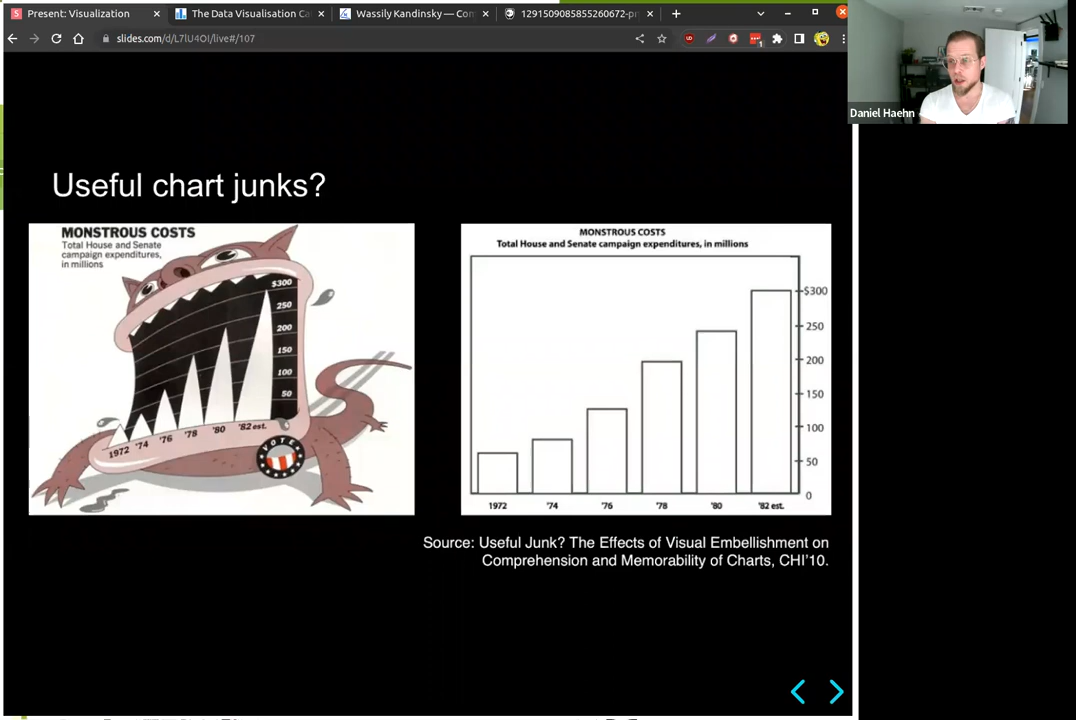 Present: Visualization
The Data Visualisation Ca
Wassily Kandinsky — Com
1291509085855260672-pr
slides.com/d/L7lU4OI/live#/107
1
Daniel Haehn
Useful chart junks?
MONSTROUS COSTS
Total House and Senate
campaign expenditures,
in millions
$300
250
200
150
100
50
1972 '74 '76 '78 '80 '82 est.
VOTE
MONSTROUS COSTS
Total House and Senate campaign expenditures, in millions
$300
250
200
150
100
50
0
1972 '74 '76 '78 '80 '82 est.
Source: Useful Junk? The Effects of Visual Embellishment on
Comprehension and Memorability of Charts, CHI'10.